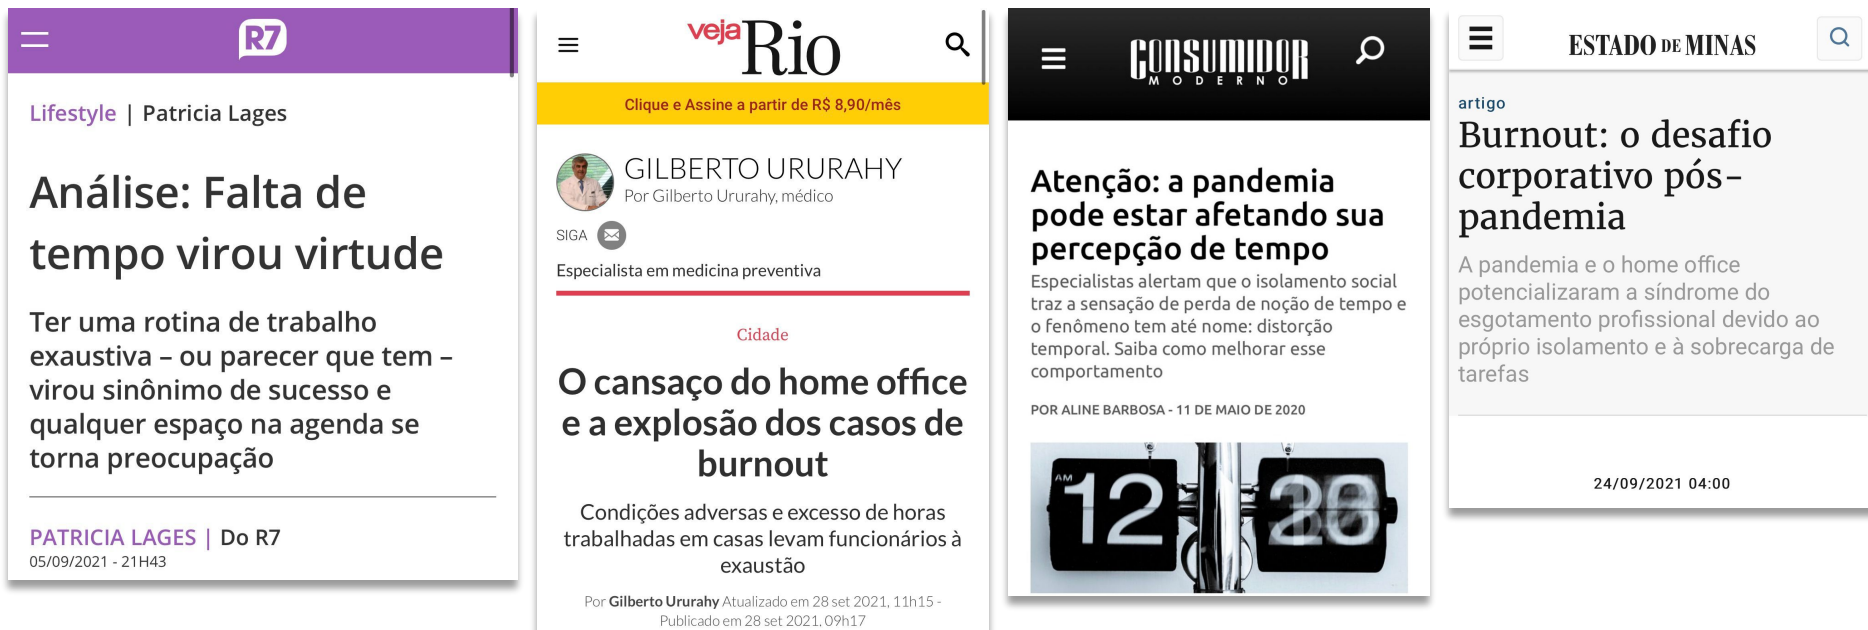 R7
Lifestyle | Patricia Lages
Análise: Falta de
tempo virou virtude
Ter uma rotina de trabalho
exaustiva – ou parecer que tem –
virou sinônimo de sucesso e
qualquer espaço na agenda se
torna preocupação
PATRICIA LAGES | Do R7
05/09/2021 - 21H43
veja Rio
Clique e Assine a partir de R$ 8,90/mês
GILBERTO URURAHY
Por Gilberto Ururahy, médico
SIGA
Especialista em medicina preventiva
Cidade
O cansaço do home office
e a explosão dos casos de
burnout
Condições adversas e excesso de horas
trabalhadas em casas levam funcionários à
exaustão
Por Gilberto Ururahy Atualizado em 28 set 2021, 11h15 -
Publicado em 28 set 2021, 09h17
CONSUMIDOR
MODERNO
Atenção: a pandemia
pode estar afetando sua
percepção de tempo
Especialistas alertam que o isolamento social
traz a sensação de perda de noção de tempo e
o fenômeno tem até nome: distorção
temporal. Saiba como melhorar esse
comportamento
POR ALINE BARBOSA - 11 DE MAIO DE 2020
AM
12
ESTADO DE MINAS
artigo
Burnout: o desafio
corporativo pós-
pandemia
A pandemia e o home office
potencializaram a síndrome do
esgotamento profissional devido ao
próprio isolamento e à sobrecarga de
tarefas
24/09/2021 04:00